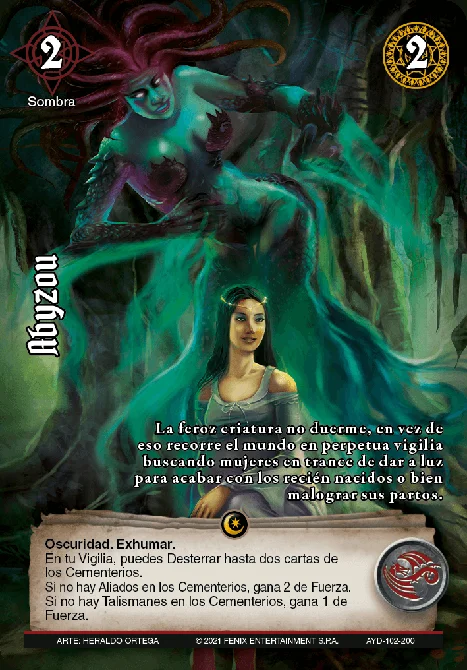 2
2
Sombra
Abyzou
La feroz criatura no duerme, en vez de
eso recorre el mundo en perpetua vigilia
buscando mujeres en trance de dar a luz
para acabar con los recién nacidos o bien
malograr sus partos.
Oscuridad. Exhumar.
En tu Vigilia, puedes Desterrar hasta dos cartas de
los Cementerios.
Si no hay Aliados en los Cementerios, gana 2 de Fuerza.
Si no hay Talismanes en los Cementerios, gana 1 de
Fuerza.
ARTE: HERALDO ORTEGA © 2021 FENIX ENTERTAINMENT S.P.A. AYD-102-200